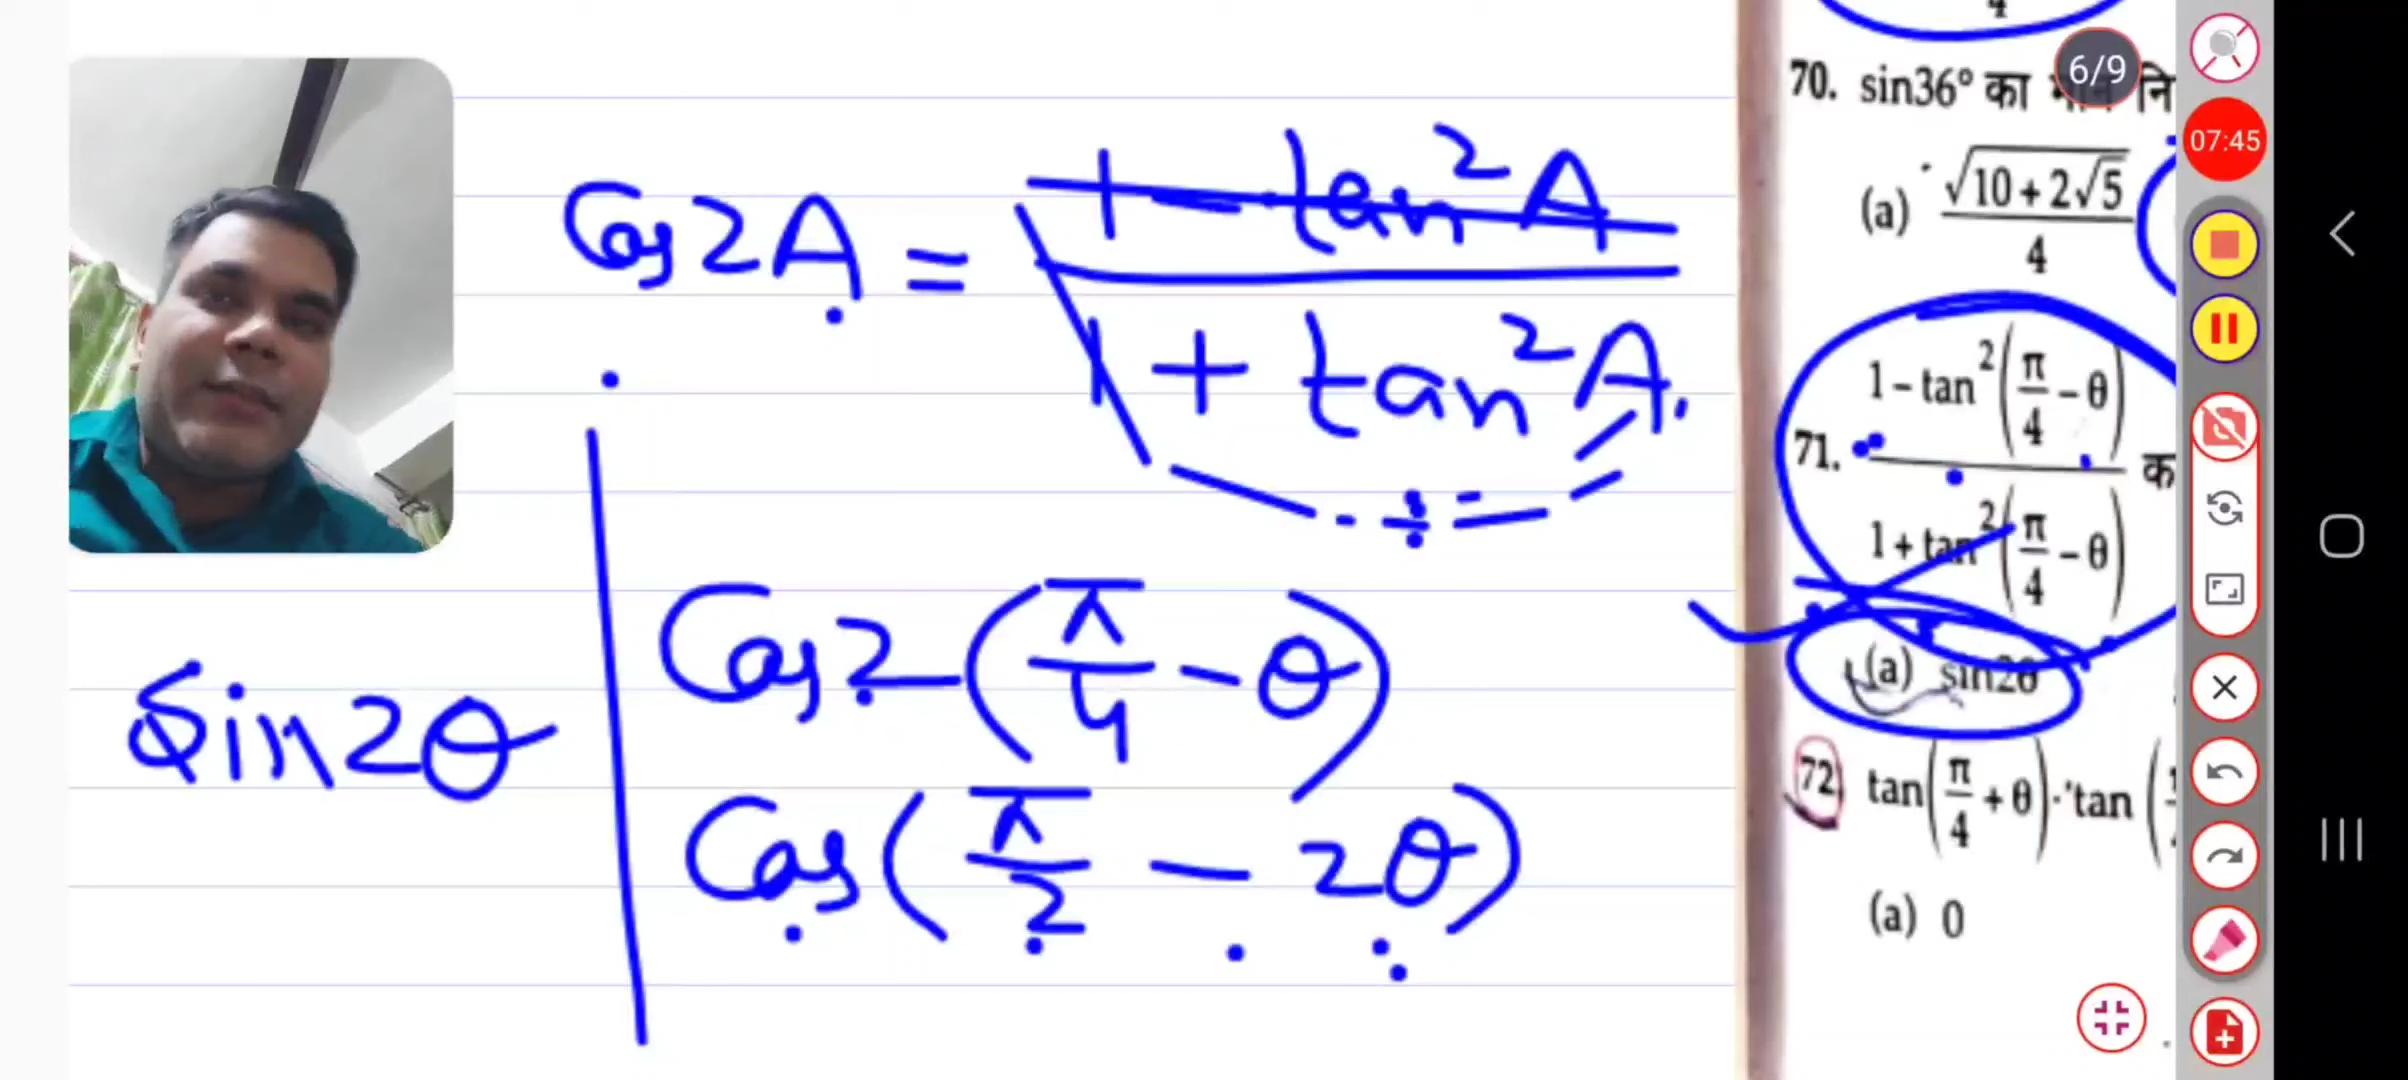 Cos2A = 1 - tan²A / 1 + tan²A
Cos2(π/4 - θ)
Sin2θ
Cos(π/2 - 2θ)
6/9
07:45
70. sin36° का नि
(a) √10+2√5 / 4
71. 1-tan²(π/4-θ) / 1+tan²(π/4-θ) क
(a) sin2θ
72 tan(π/4+θ)·tan(
(a) 0